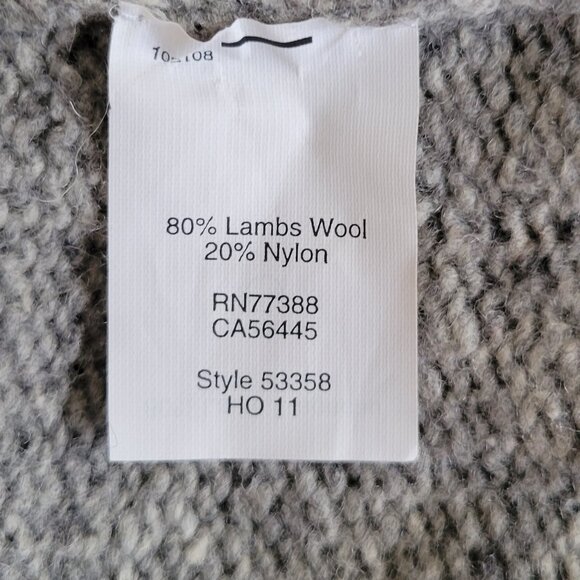 80% Lambs Wool
20% Nylon
RN77388
CA56445
Style 53358
HO 11